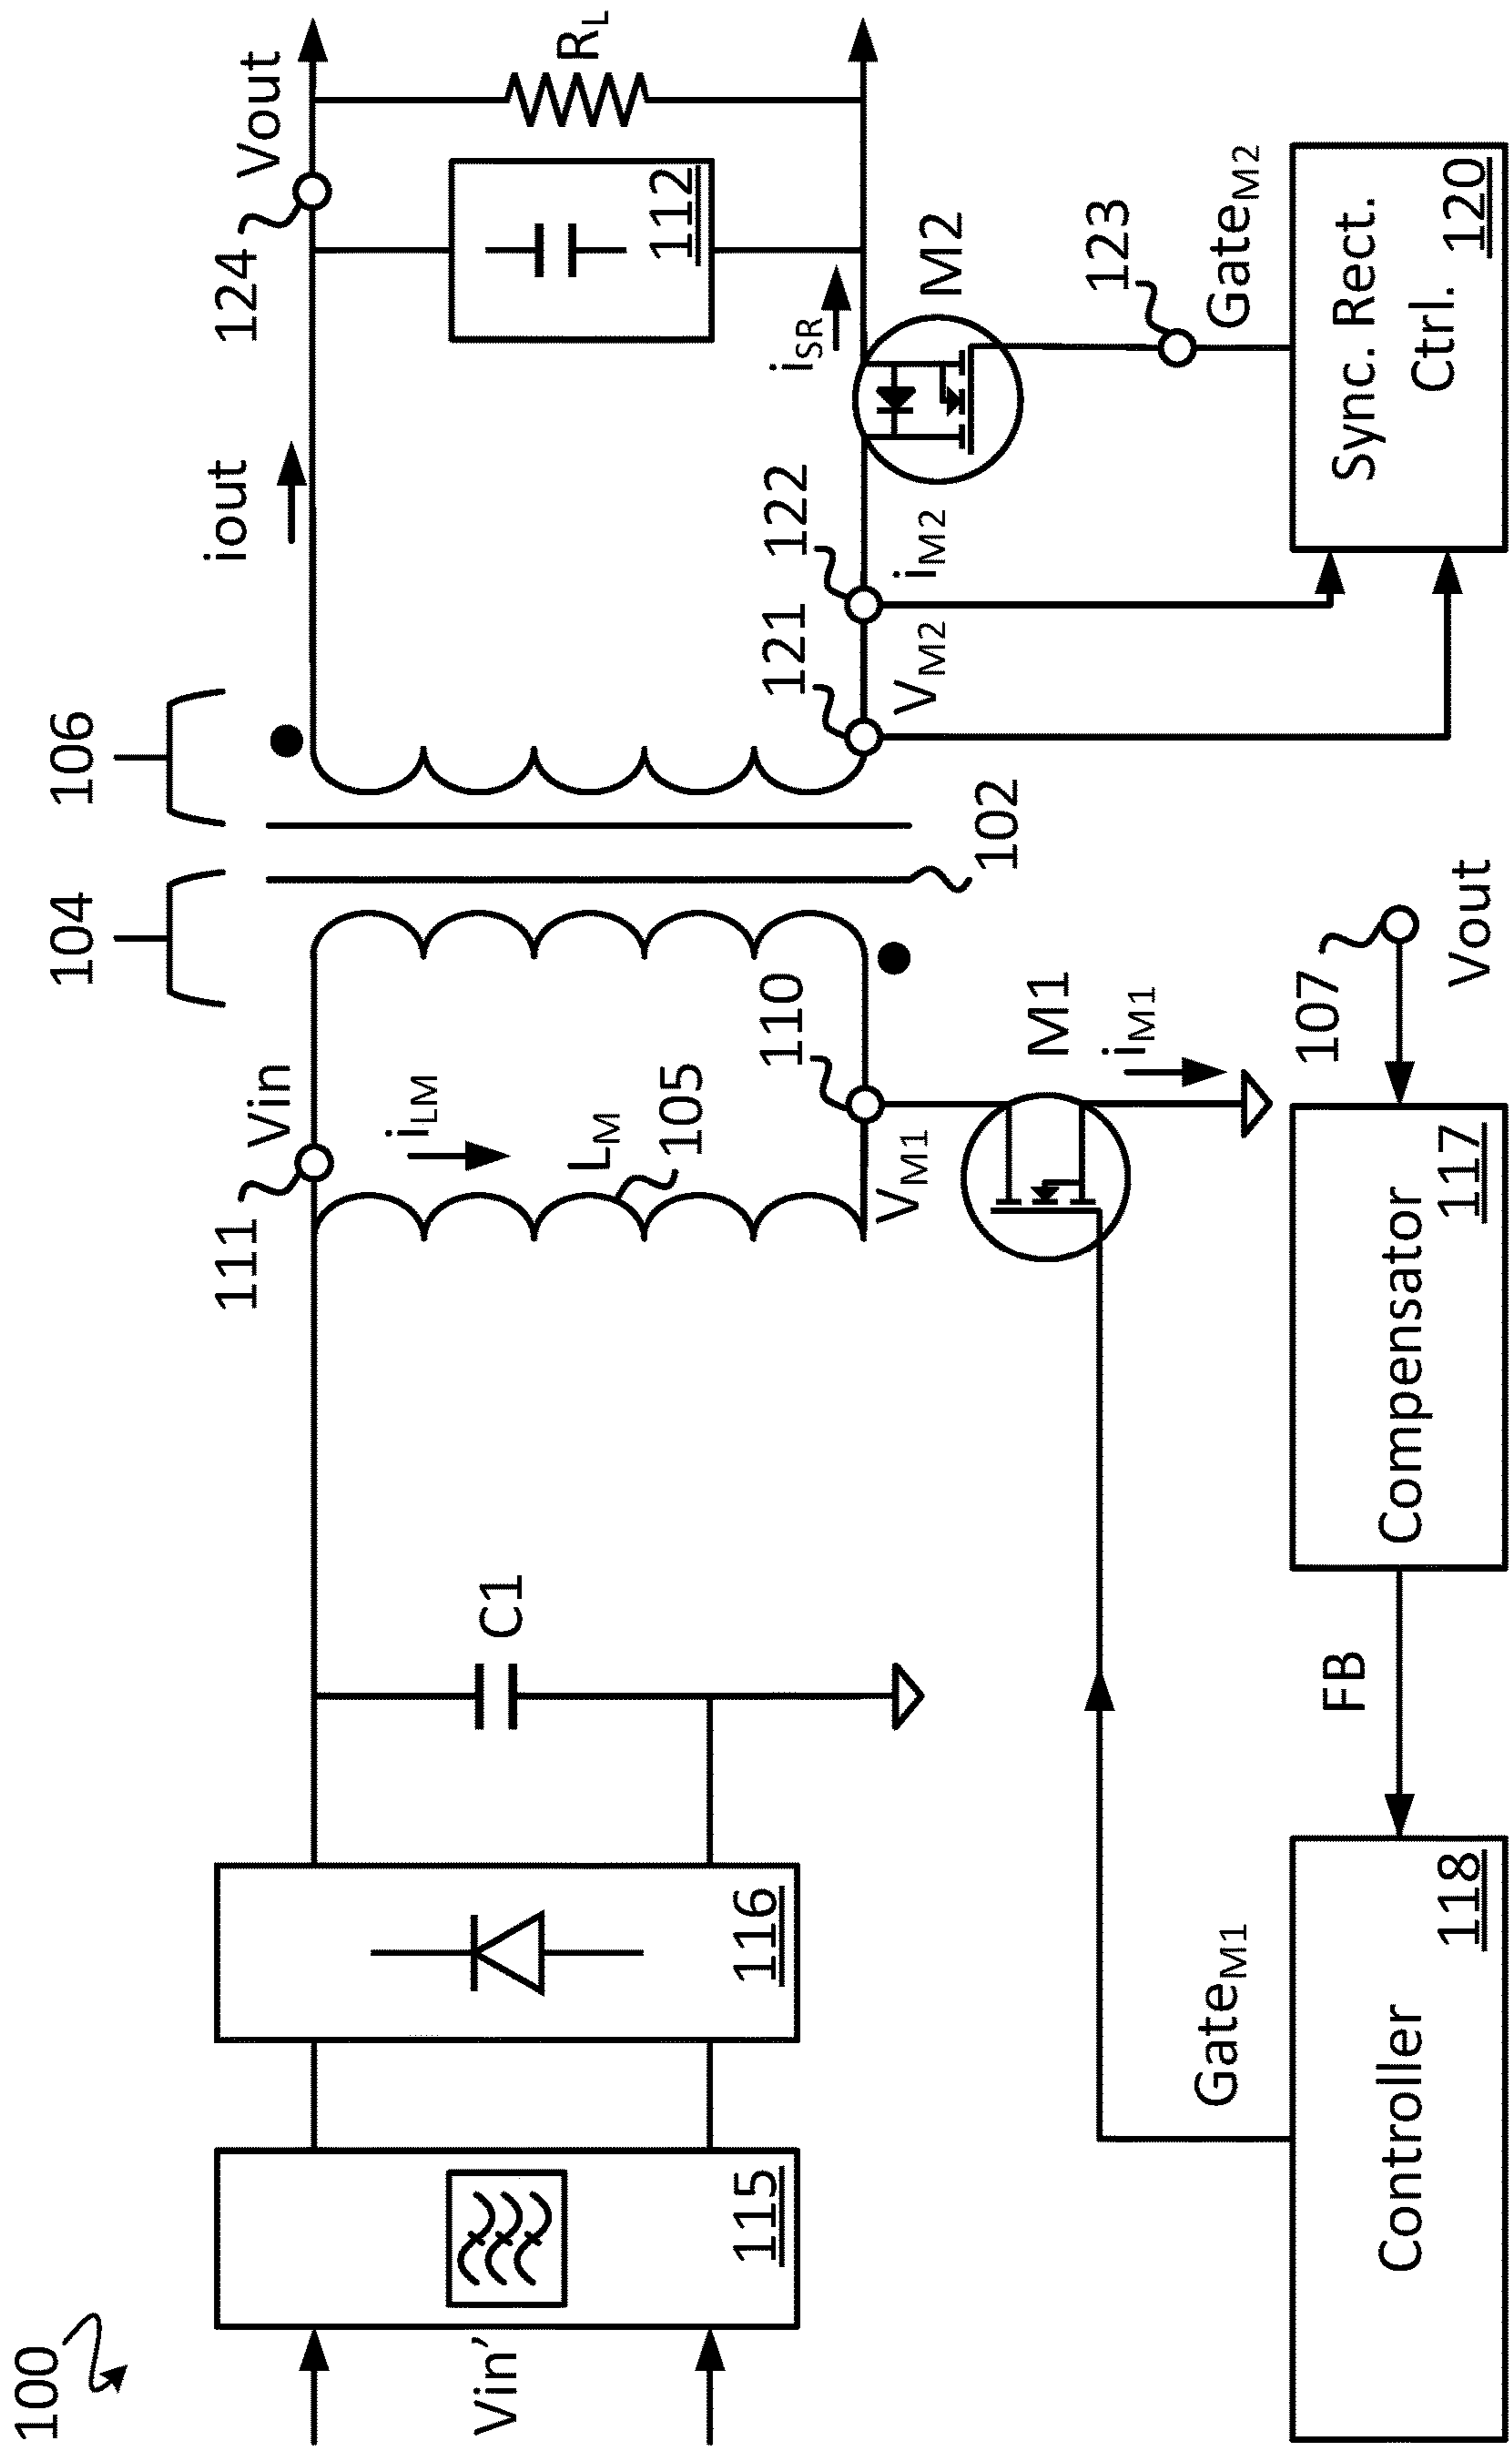 100
104
106
111
Vin
iout
124
Vout
Vin'
115
116
C1
iLM
LM
105
110
VM1
102
121
122
VM2
iM2
iSR
112
RL
M1
iM1
M2
123
GateM2
GateM1
Controller
118
FB
Compensator
117
107
Vout
Sync. Rect.
Ctrl.
120